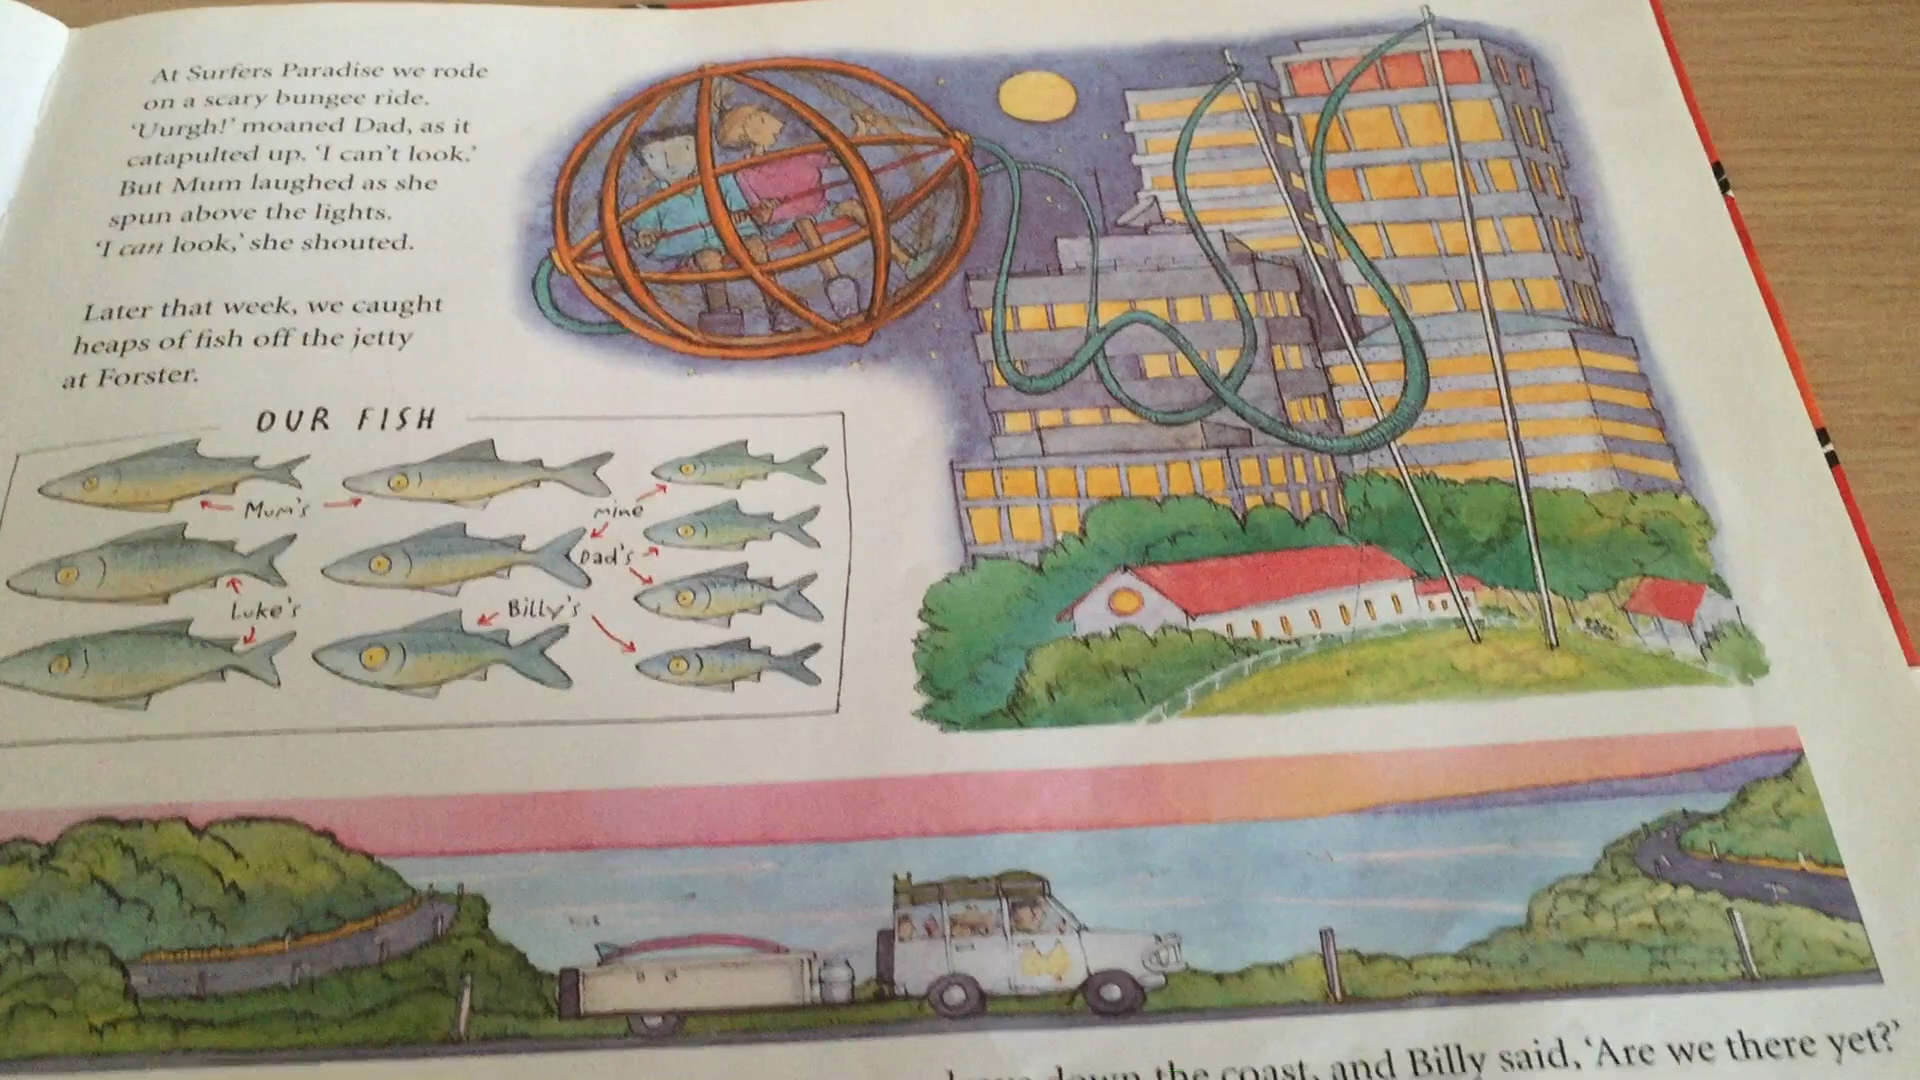 At Surfers Paradise we rode
on a scary bungee ride.
‘Uurgh!’ moaned Dad, as it
catapulted up. ‘I can't look.’
But Mum laughed as she
spun above the lights.
‘I can look,’ she shouted.
Later that week, we caught
heaps of fish off the jetty
at Forster.
OUR FISH
Mum's
mine
Dad's
Luke's
Billy's
down the coast, and Billy said, ‘Are we there yet?’